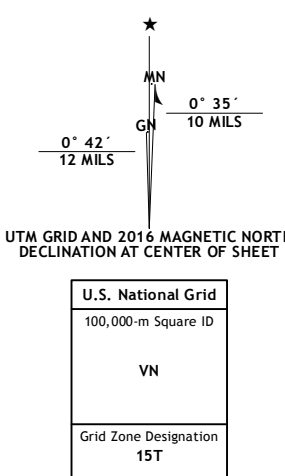 ★
MN
0° 35´
10 MILS
GN
0° 42´
12 MILS
UTM GRID AND 2016 MAGNETIC NORT
DECLINATION AT CENTER OF SHEET
U.S. National Grid
100,000-m Square ID
VN
Grid Zone Designation
15T